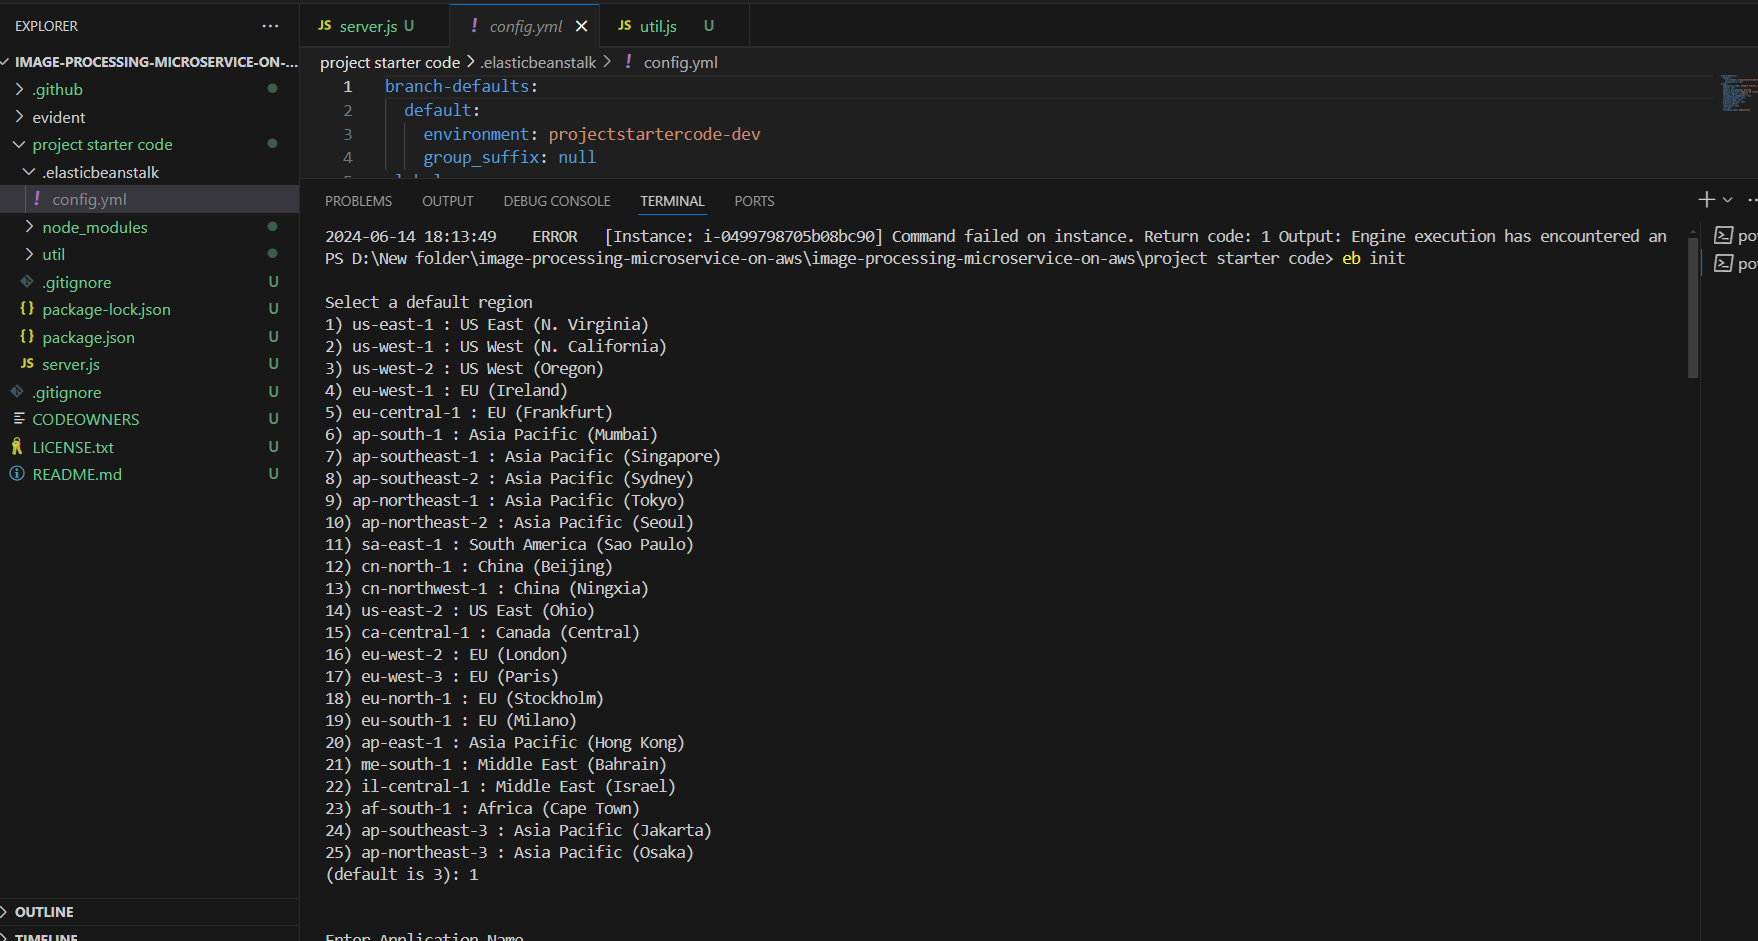 EXPLORER
IMAGE-PROCESSING-MICROSERVICE-ON-...
.github
evident
project starter code
.elasticbeanstalk
! config.yml
node_modules
util
.gitignore U
{} package-lock.json U
{} package.json U
JS server.js U
.gitignore U
CODEOWNERS U
LICENSE.txt U
README.md U
OUTLINE
TIMELINE
JS server.js U
! config.yml
JS util.js U
project starter code > .elasticbeanstalk > ! config.yml
1 branch-defaults:
2 default:
3 environment: projectstartercode-dev
4 group_suffix: null
PROBLEMS OUTPUT DEBUG CONSOLE TERMINAL PORTS
2024-06-14 18:13:49 ERROR [Instance: i-0499798705b08bc90] Command failed on instance. Return code: 1 Output: Engine execution has encountered an
PS D:\New folder\image-processing-microservice-on-aws\image-processing-microservice-on-aws\project starter code> eb init
Select a default region
1) us-east-1 : US East (N. Virginia)
2) us-west-1 : US West (N. California)
3) us-west-2 : US West (Oregon)
4) eu-west-1 : EU (Ireland)
5) eu-central-1 : EU (Frankfurt)
6) ap-south-1 : Asia Pacific (Mumbai)
7) ap-southeast-1 : Asia Pacific (Singapore)
8) ap-southeast-2 : Asia Pacific (Sydney)
9) ap-northeast-1 : Asia Pacific (Tokyo)
10) ap-northeast-2 : Asia Pacific (Seoul)
11) sa-east-1 : South America (Sao Paulo)
12) cn-north-1 : China (Beijing)
13) cn-northwest-1 : China (Ningxia)
14) us-east-2 : US East (Ohio)
15) ca-central-1 : Canada (Central)
16) eu-west-2 : EU (London)
17) eu-west-3 : EU (Paris)
18) eu-north-1 : EU (Stockholm)
19) eu-south-1 : EU (Milano)
20) ap-east-1 : Asia Pacific (Hong Kong)
21) me-south-1 : Middle East (Bahrain)
22) il-central-1 : Middle East (Israel)
23) af-south-1 : Africa (Cape Town)
24) ap-southeast-3 : Asia Pacific (Jakarta)
25) ap-northeast-3 : Asia Pacific (Osaka)
(default is 3): 1
Enter Application Name
po
po